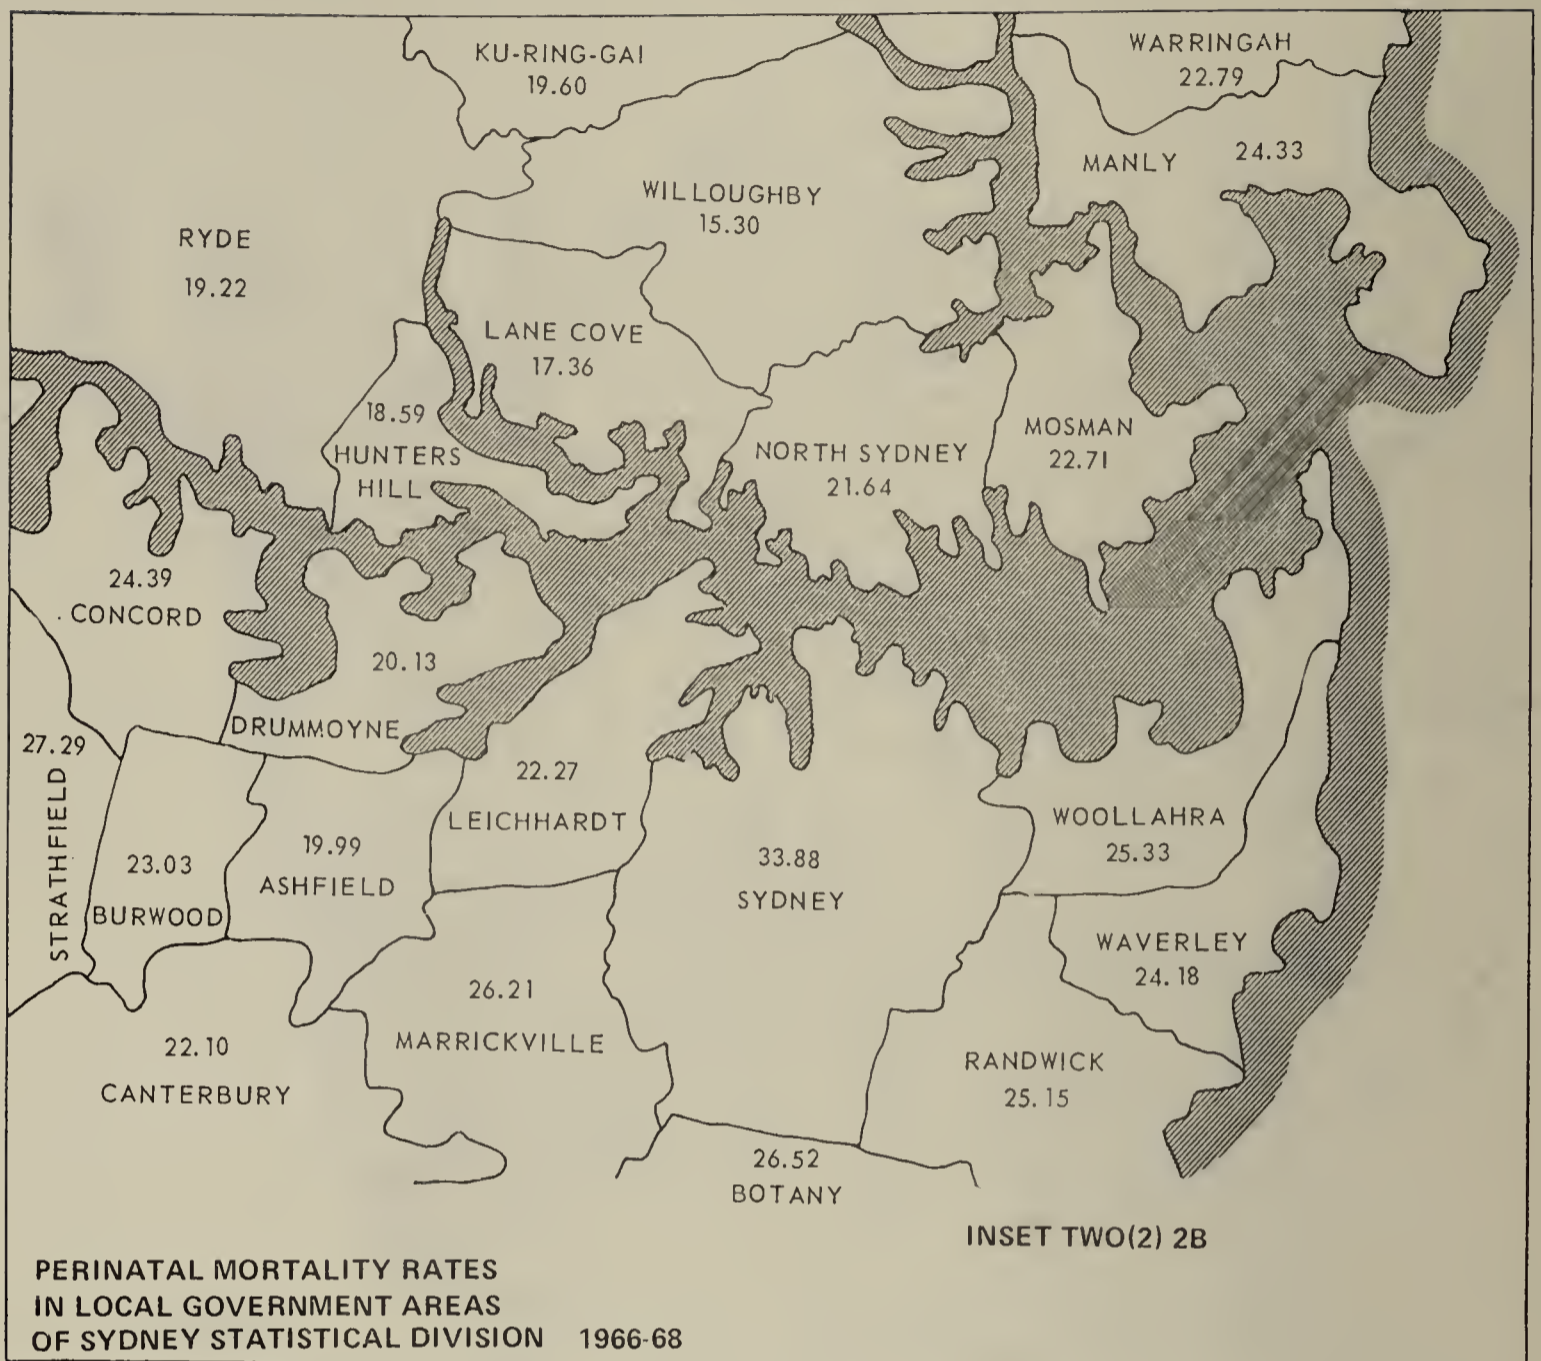 KU-RING-GAI
19.60
WARRINGAH
22.79
MANLY 24.33
WILLOUGHBY
15.30
RYDE
19.22
LANE COVE
17.36
18.59
HUNTERS
HILL
NORTH SYDNEY
21.64
MOSMAN
22.71
24.39
CONCORD
20.13
DRUMMOYNE
27.29
STRATHFIELD
22.27
LEICHHARDT
WOOLLAHRA
25.33
23.03
BURWOOD
19.99
ASHFIELD
33.88
SYDNEY
WAVERLEY
24.18
26.21
MARRICKVILLE
22.10
CANTERBURY
RANDWICK
25.15
26.52
BOTANY
INSET TWO(2) 2B
PERINATAL MORTALITY RATES
IN LOCAL GOVERNMENT AREAS
OF SYDNEY STATISTICAL DIVISION 1966-68